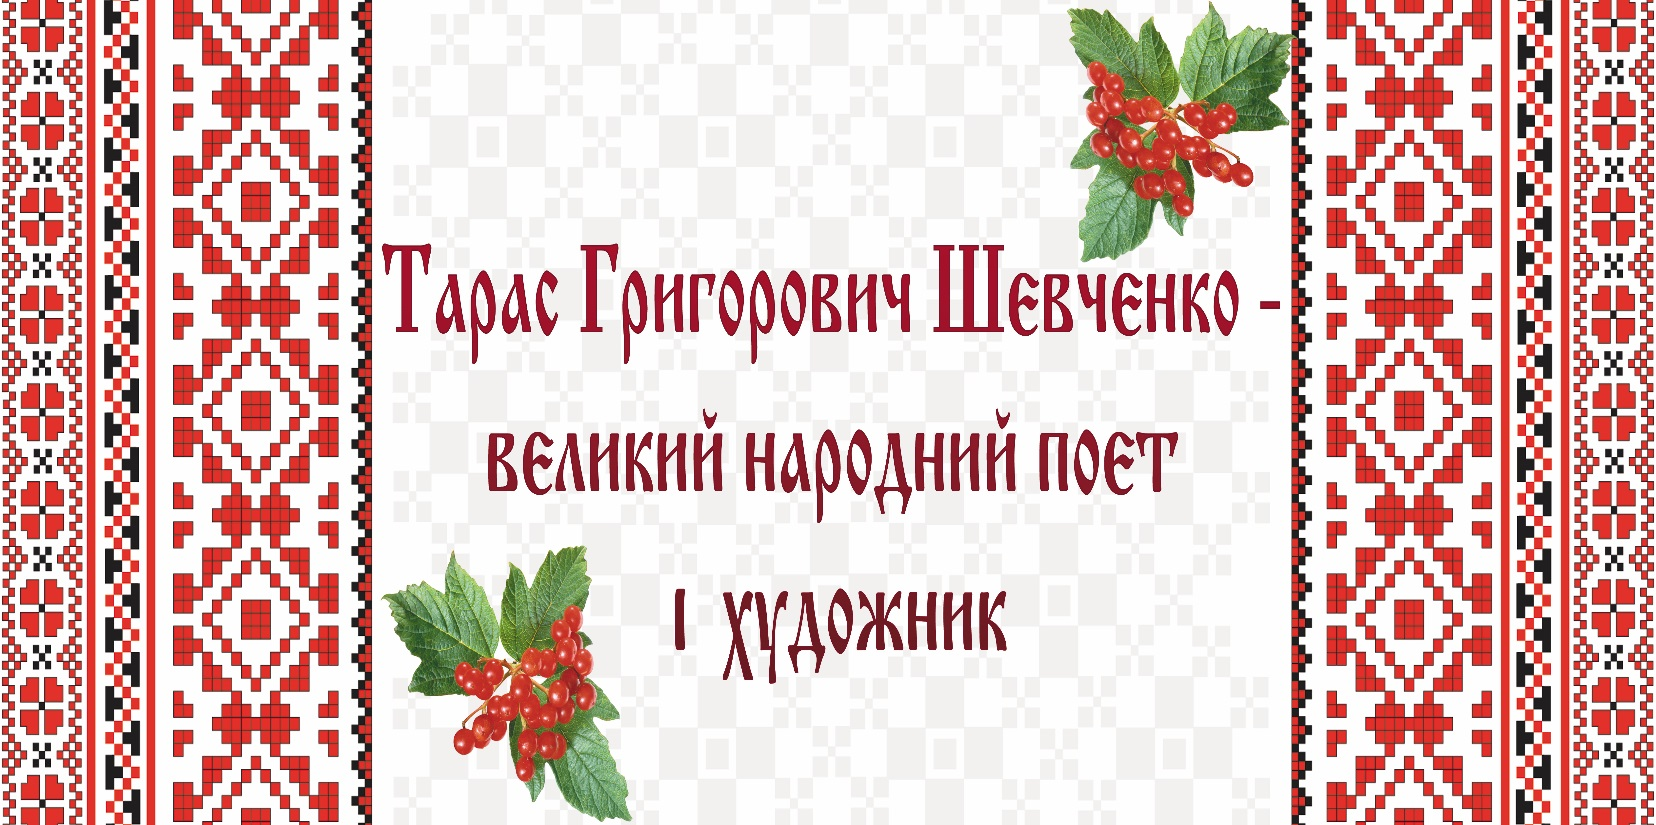 Тарас Григорович Шевченко -
великий народний поет
і художник